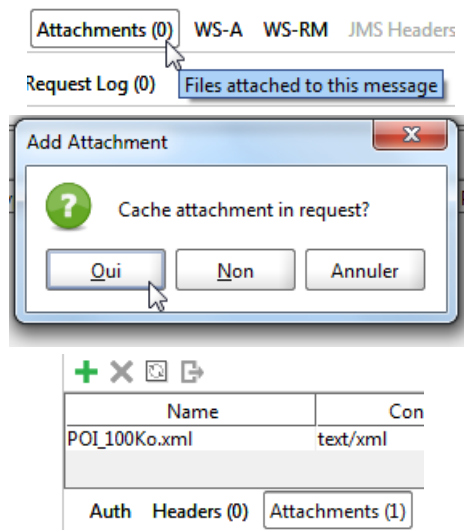 Attachments (0) WS-A WS-RM JMS Headers
Request Log (0) Files attached to this message
Add Attachment
Cache attachment in request?
Oui Non Annuler
Name Con
POI_100Ko.xml text/xml
Auth Headers (0) Attachments (1)